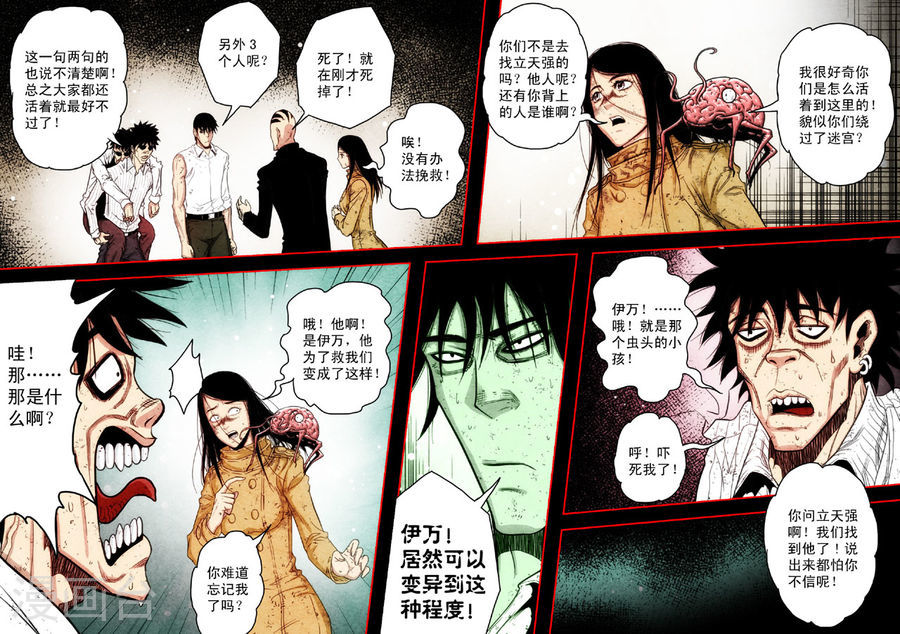 这一句两句的
也说不清楚啊！
总之大家都还
活着就最好不
过了！
另外3
个人呢？
死了！就
在刚才死
掉了！
唉！
没有办
法挽救！
你们不是去
找立天强的
吗？他人呢？
还有你背上
的人是谁啊？
我很好奇你
们是怎么活
着到这里的！
貌似你们绕
过了迷宫？
哇！
那……
那是什
么啊？
哦！他啊！
是伊万，他
为了救我们
变成了这样！
你难道
忘记我
了吗？
伊万！
居然可以
变异到这
种程度！
伊万！……
哦！就是那
个虫头的小
孩！
呼！吓
死我了！
你问立天强
啊！我们找
到他了！说
出来都怕你
不信呢！
漫画台